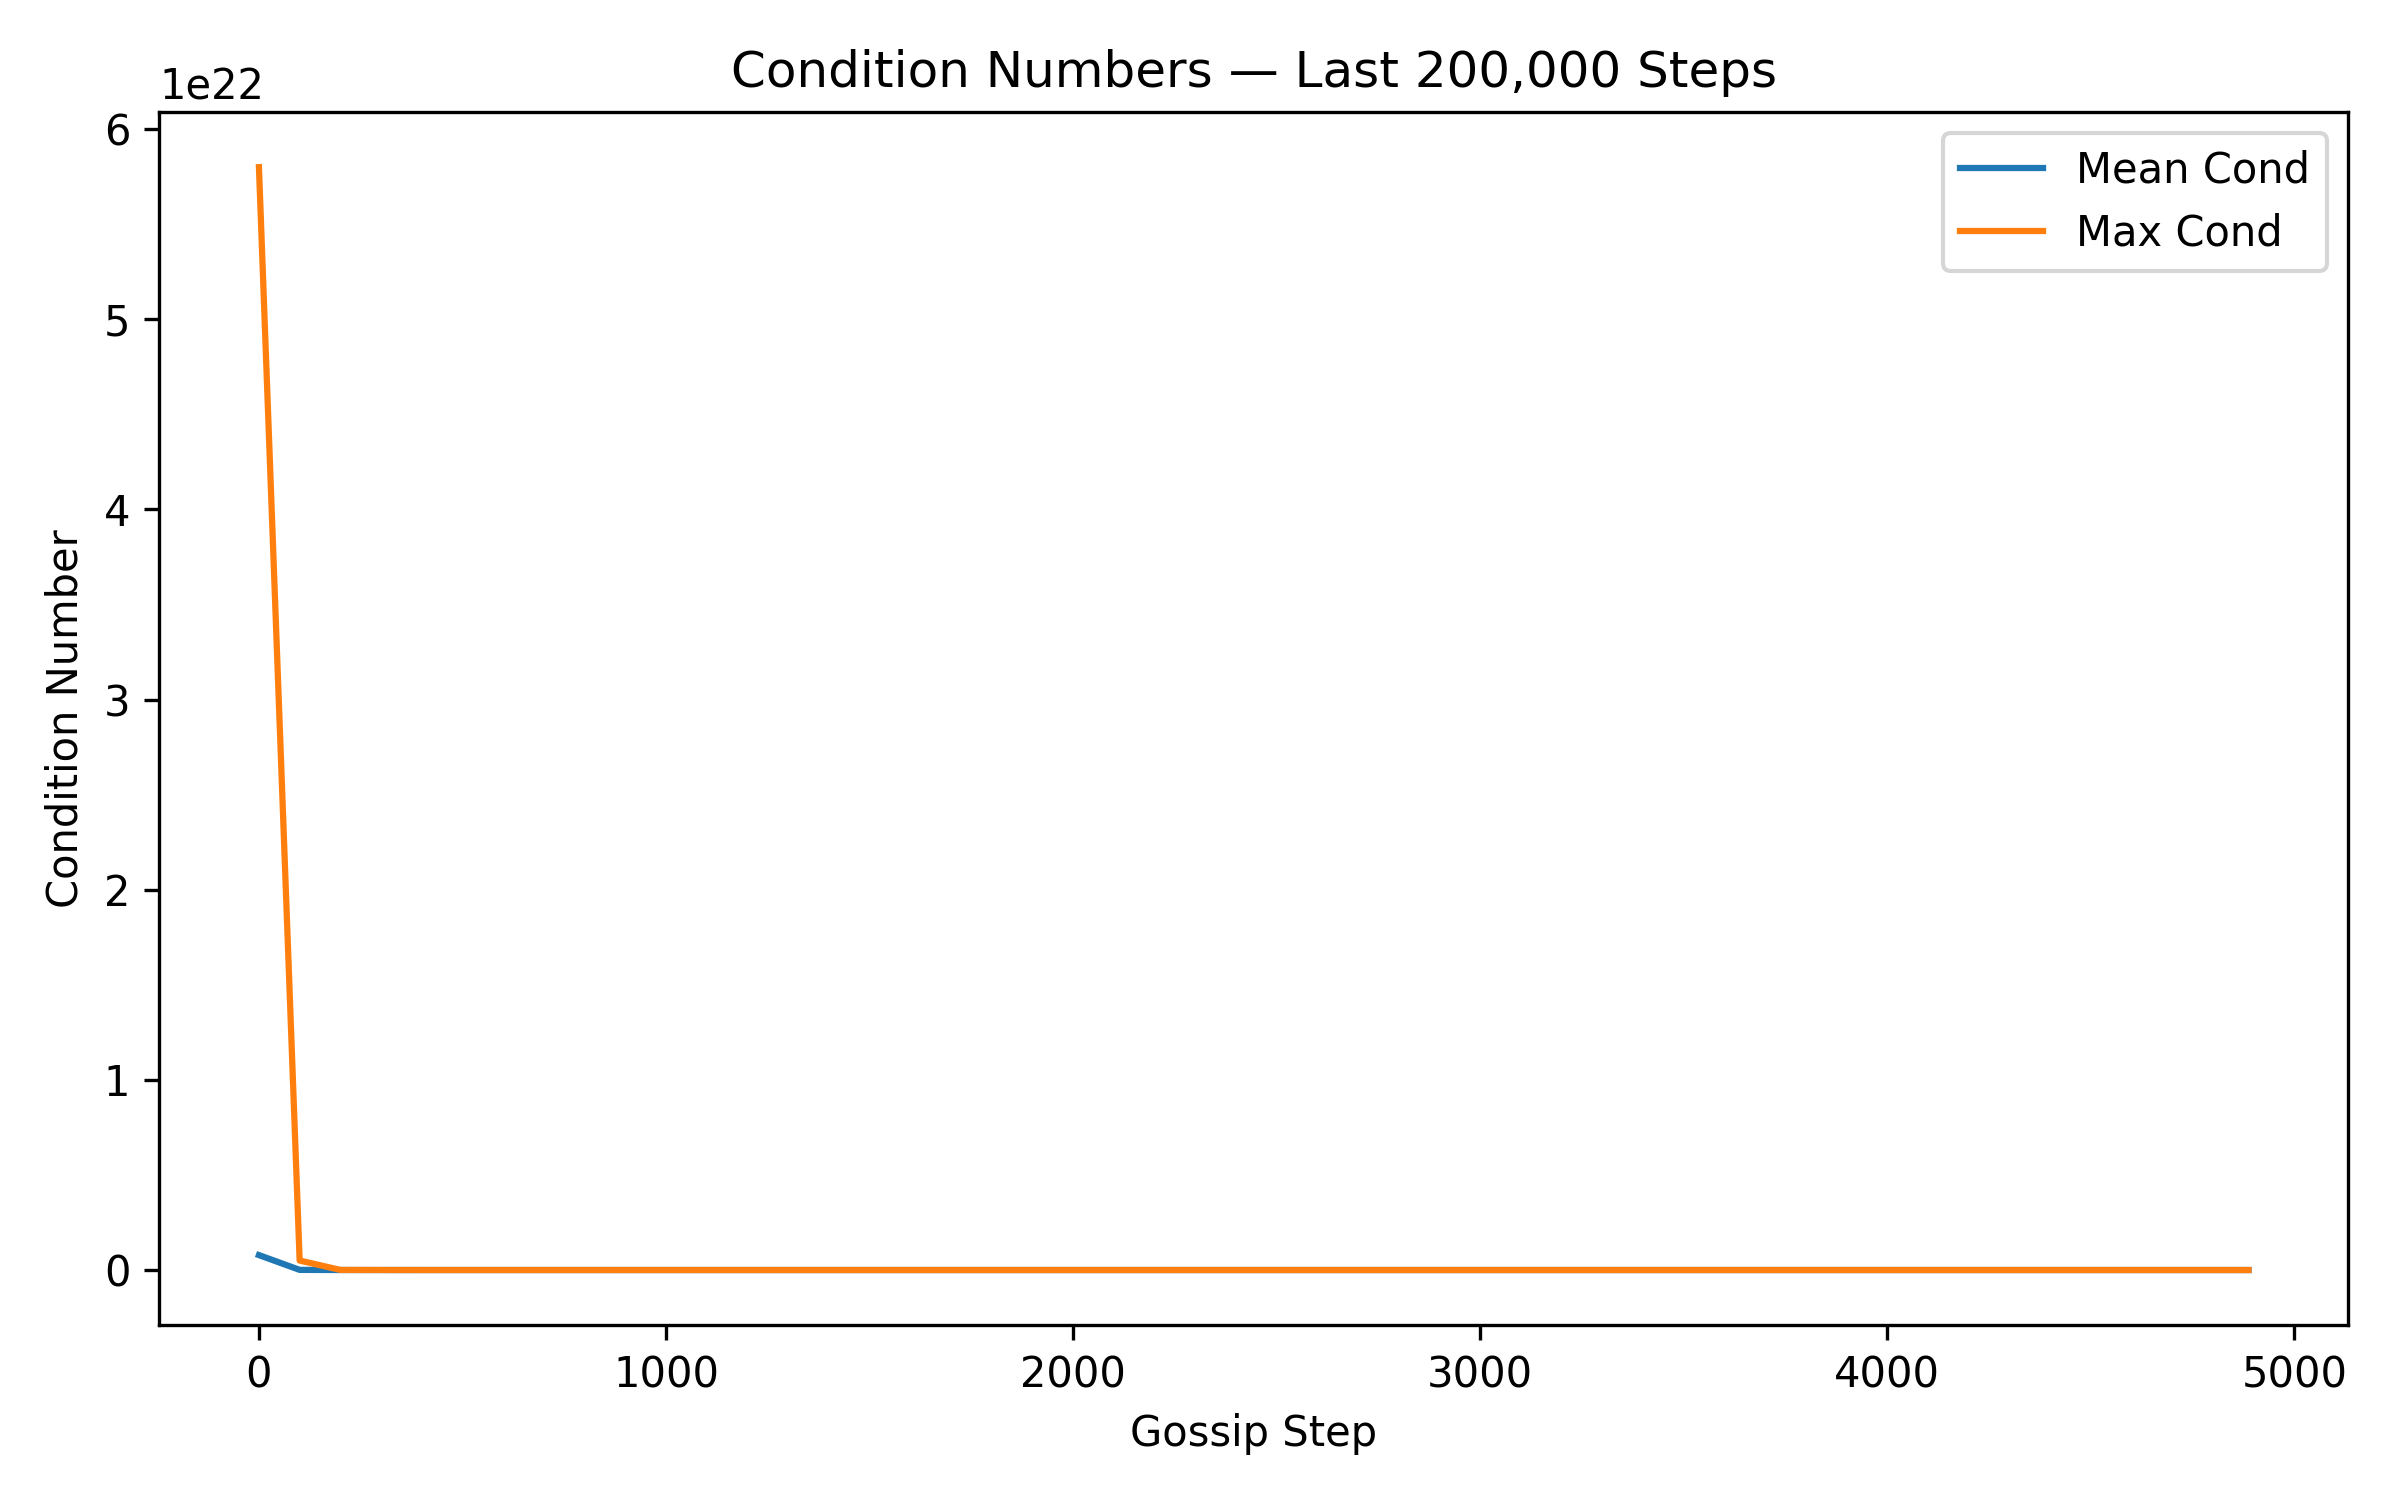 Condition Numbers — Last 200,000 Steps
1e22
6
5
4
3
2
1
0
Condition Number
Mean Cond
Max Cond
0 1000 2000 3000 4000 5000
Gossip Step